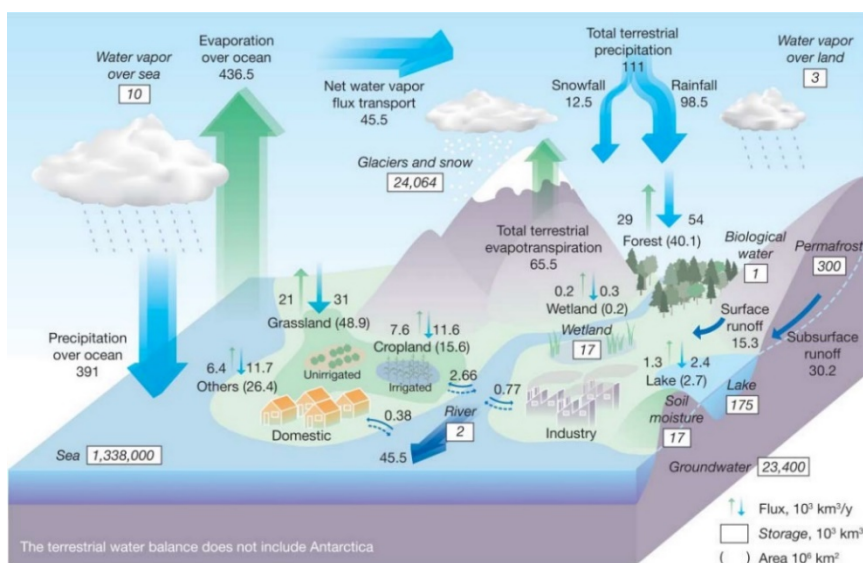 Water vapor
over sea
10
Evaporation
over ocean
436.5
Net water vapor
flux transport
45.5
Total terrestrial
precipitation
111
Snowfall
12.5
Rainfall
98.5
Water vapor
over land
3
Glaciers and snow
24,064
Total terrestrial
evapotranspiration
65.5
29
54
Forest (40.1)
Biological
water
1
Permafrost
300
Precipitation
over ocean
391
21
31
Grassland (48.9)
7.6
11.6
Cropland (15.6)
0.2
0.3
Wetland (0.2)
Wetland
17
Surface
runoff
15.3
Subsurface
runoff
30.2
6.4
11.7
Others (26.4)
Unirrigated
Irrigated
2.66
0.77
1.3
2.4
Lake (2.7)
Lake
175
Domestic
0.38
River
2
45.5
Industry
Soil
moisture
17
Sea 1,338,000
Groundwater 23,400
The terrestrial water balance does not include Antarctica
Flux, 10³ km³/y
Storage, 10³ km³
( ) Area 10⁶ km²